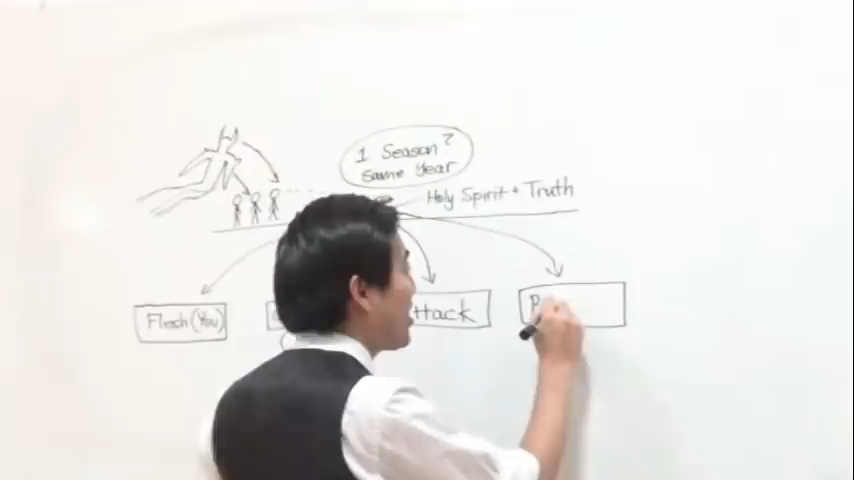 1 Season?
same Year
Holy Spirit + Truth
Flesh (You)
ttack